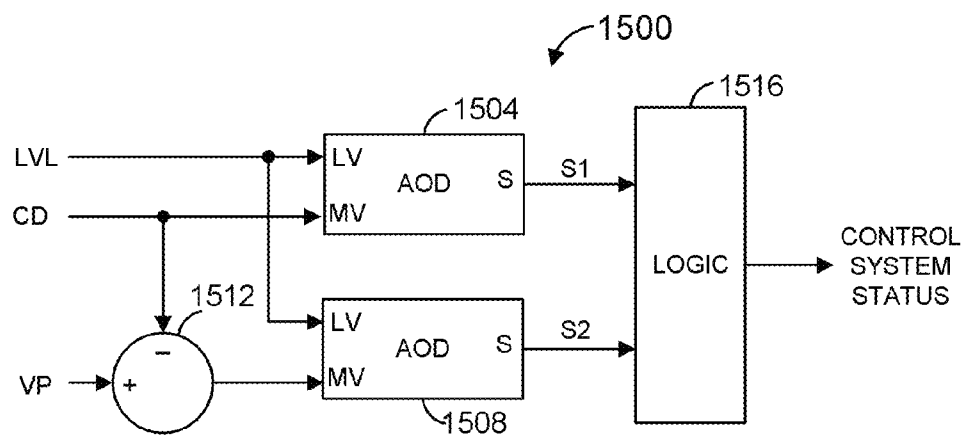 1500
1504
1516
LVL
LV
AOD
S
S1
CD
MV
LOGIC
CONTROL
SYSTEM
STATUS
1512
−
LV
AOD
S
S2
VP
+
MV
1508